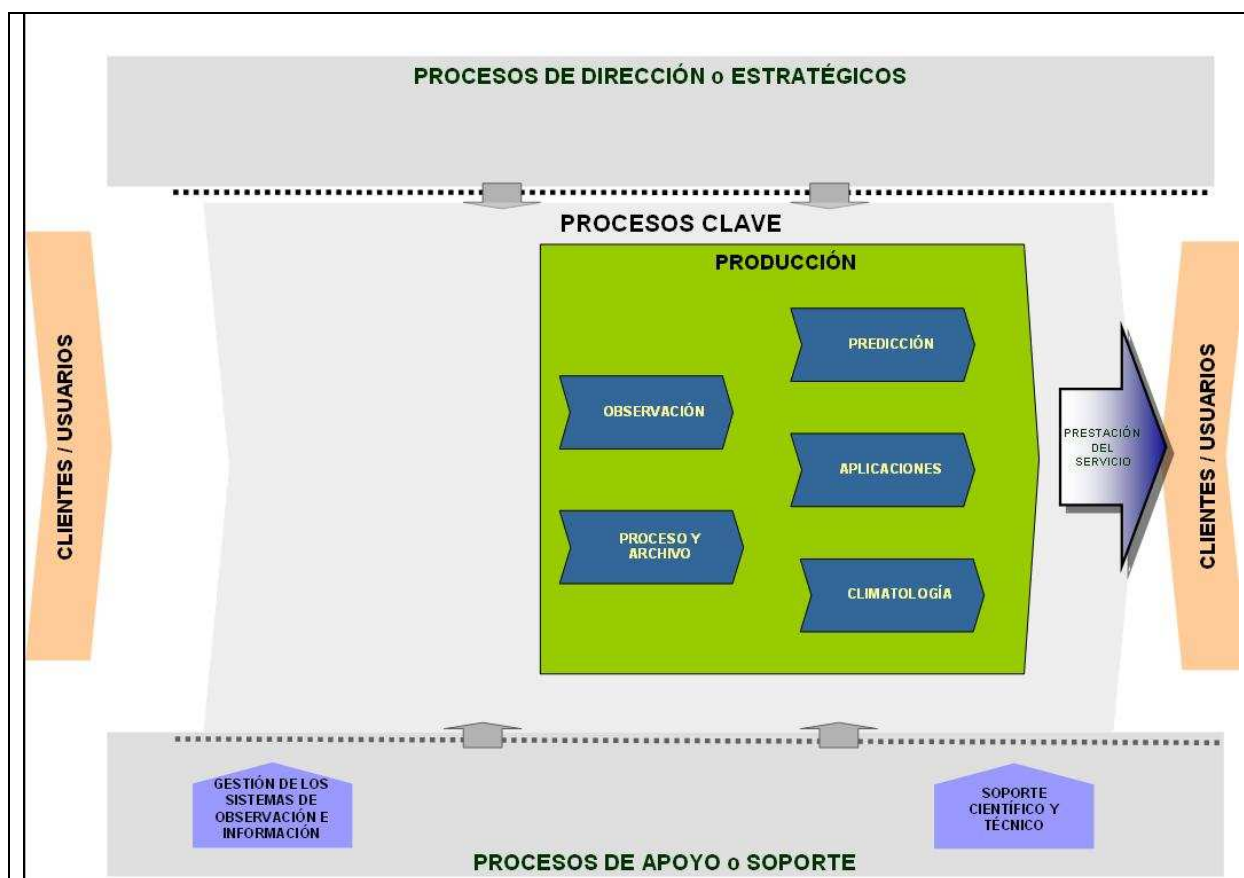 PROCESOS DE DIRECCIÓN o ESTRATÉGICOS
PROCESOS CLAVE
PRODUCCIÓN
CLIENTES / USUARIOS
OBSERVACIÓN
PROCESO Y
ARCHIVO
PREDICCIÓN
APLICACIONES
CLIMATOLOGÍA
PRESTACIÓN
DEL
SERVICIO
CLIENTES / USUARIOS
GESTIÓN DE LOS
SISTEMAS DE
OBSERVACIÓN E
INFORMACIÓN
SOPORTE
CIENTÍFICO Y
TÉCNICO
PROCESOS DE APOYO o SOPORTE